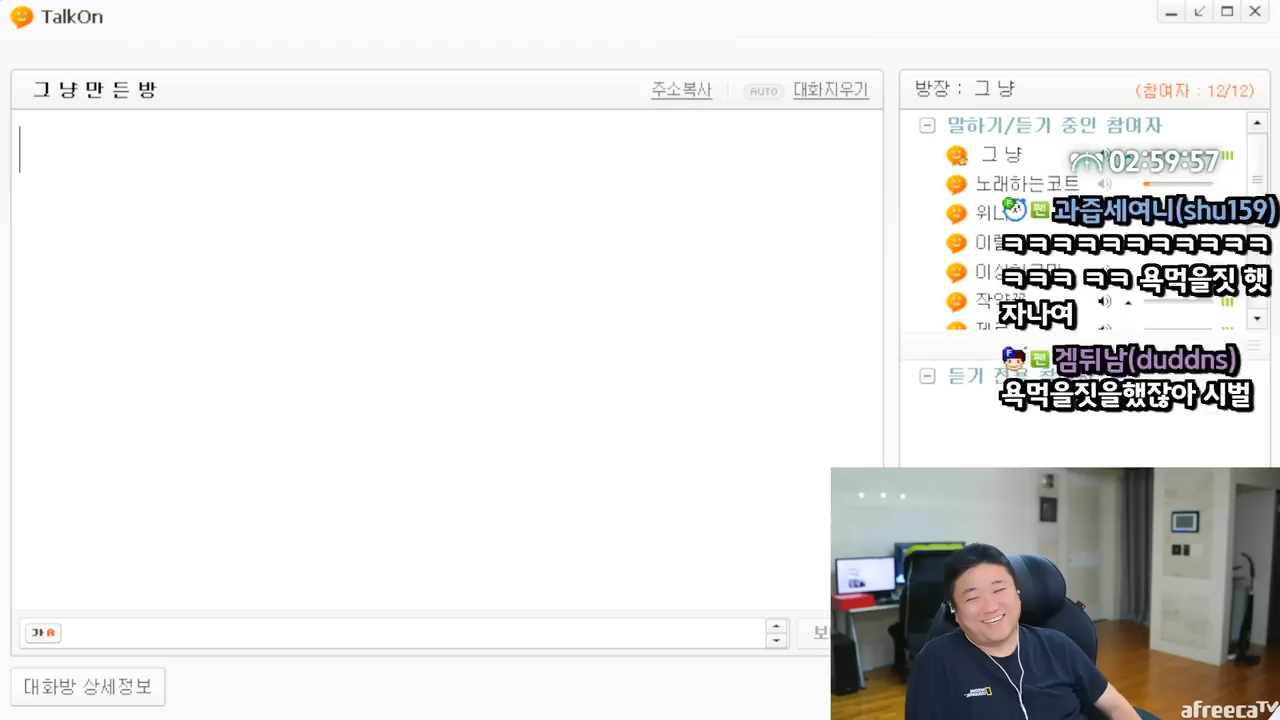 TalkOn
그냥만든방
주소복사
AUTO
대화지우기
방장 : 그냥
(참여자 : 12/12)
말하기/듣기 중인 참여자
그냥
02:59:57
노래하는코트
과즙세여니(shu159)
ㅋㅋㅋㅋㅋㅋㅋㅋㅋㅋㅋ
ㅋㅋㅋ ㅋㅋ 욕먹을짓 햇
자나여
겜뒤남(duddns)
욕먹을짓을했잖아 시벌
듣기
가A
대화방 상세정보
afreecaTV